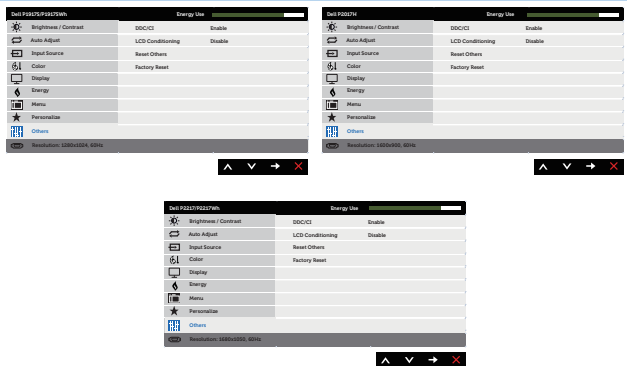 Dell P1917S/P1917SWh Energy Use
Brightness / Contrast DDC/CI Enable
Auto Adjust LCD Conditioning Disable
Input Source Reset Others
Color Factory Reset
Display
Energy
Menu
Personalize
Others
Resolution: 1280x1024, 60Hz
Dell P2017H Energy Use
Brightness / Contrast DDC/CI Enable
Auto Adjust LCD Conditioning Disable
Input Source Reset Others
Color Factory Reset
Display
Energy
Menu
Personalize
Others
Resolution: 1600x900, 60Hz
Dell P2217/P2217Wh Energy Use
Brightness / Contrast DDC/CI Enable
Auto Adjust LCD Conditioning Disable
Input Source Reset Others
Color Factory Reset
Display
Energy
Menu
Personalize
Others
Resolution: 1680x1050, 60Hz